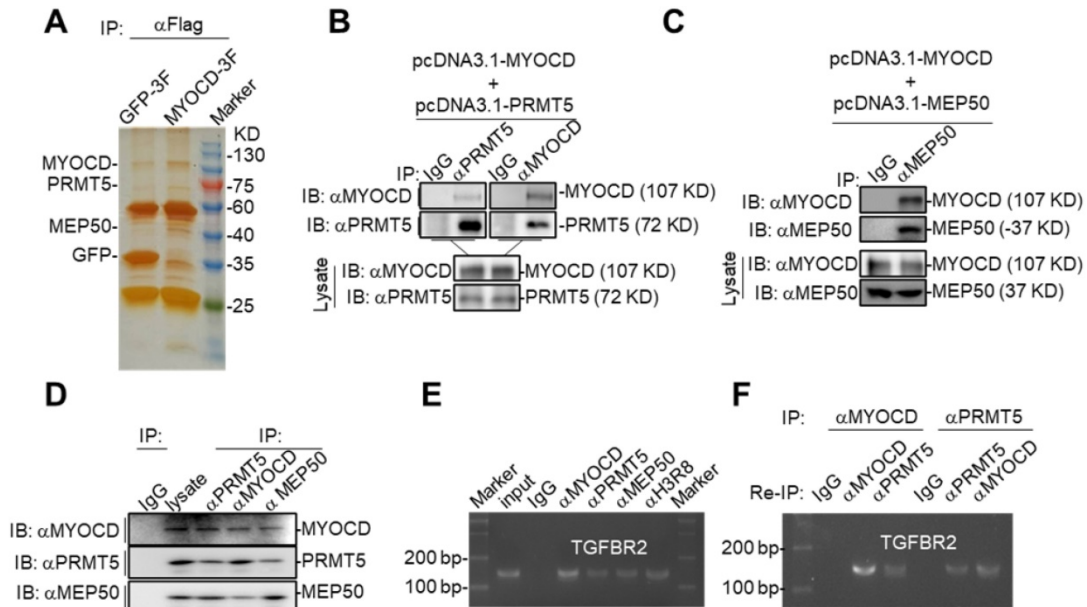 A
IP: αFlag
GFP-3F
MYOCD-3F
Marker
KD
MYOCD-
-130
PRMT5-
-75
-60
MEP50-
-40
GFP-
-35
-25
B
pcDNA3.1-MYOCD
+
pcDNA3.1-PRMT5
IP: IgG αPRMT5 IgG αMYOCD
IB: αMYOCD -MYOCD (107 KD)
IB: αPRMT5 -PRMT5 (72 KD)
Lysate
IB: αMYOCD -MYOCD (107 KD)
IB: αPRMT5 -PRMT5 (72 KD)
C
pcDNA3.1-MYOCD
+
pcDNA3.1-MEP50
IP: IgG αMEP50
IB: αMYOCD -MYOCD (107 KD)
IB: αMEP50 -MEP50 (-37 KD)
Lysate
IB: αMYOCD -MYOCD (107 KD)
IB: αMEP50 -MEP50 (37 KD)
D
IP: IP:
IgG lysate αPRMT5 αMYOCD α MEP50
IB: αMYOCD -MYOCD
IB: αPRMT5 -PRMT5
IB: αMEP50 -MEP50
E
Marker input IgG αMYOCD αPRMT5 αMEP50 αH3R8 Marker
TGFBR2
200 bp-
100 bp-
F
IP: αMYOCD αPRMT5
Re-IP: IgG αMYOCD αPRMT5 IgG αPRMT5 αMYOCD
TGFBR2
200 bp-
100 bp-